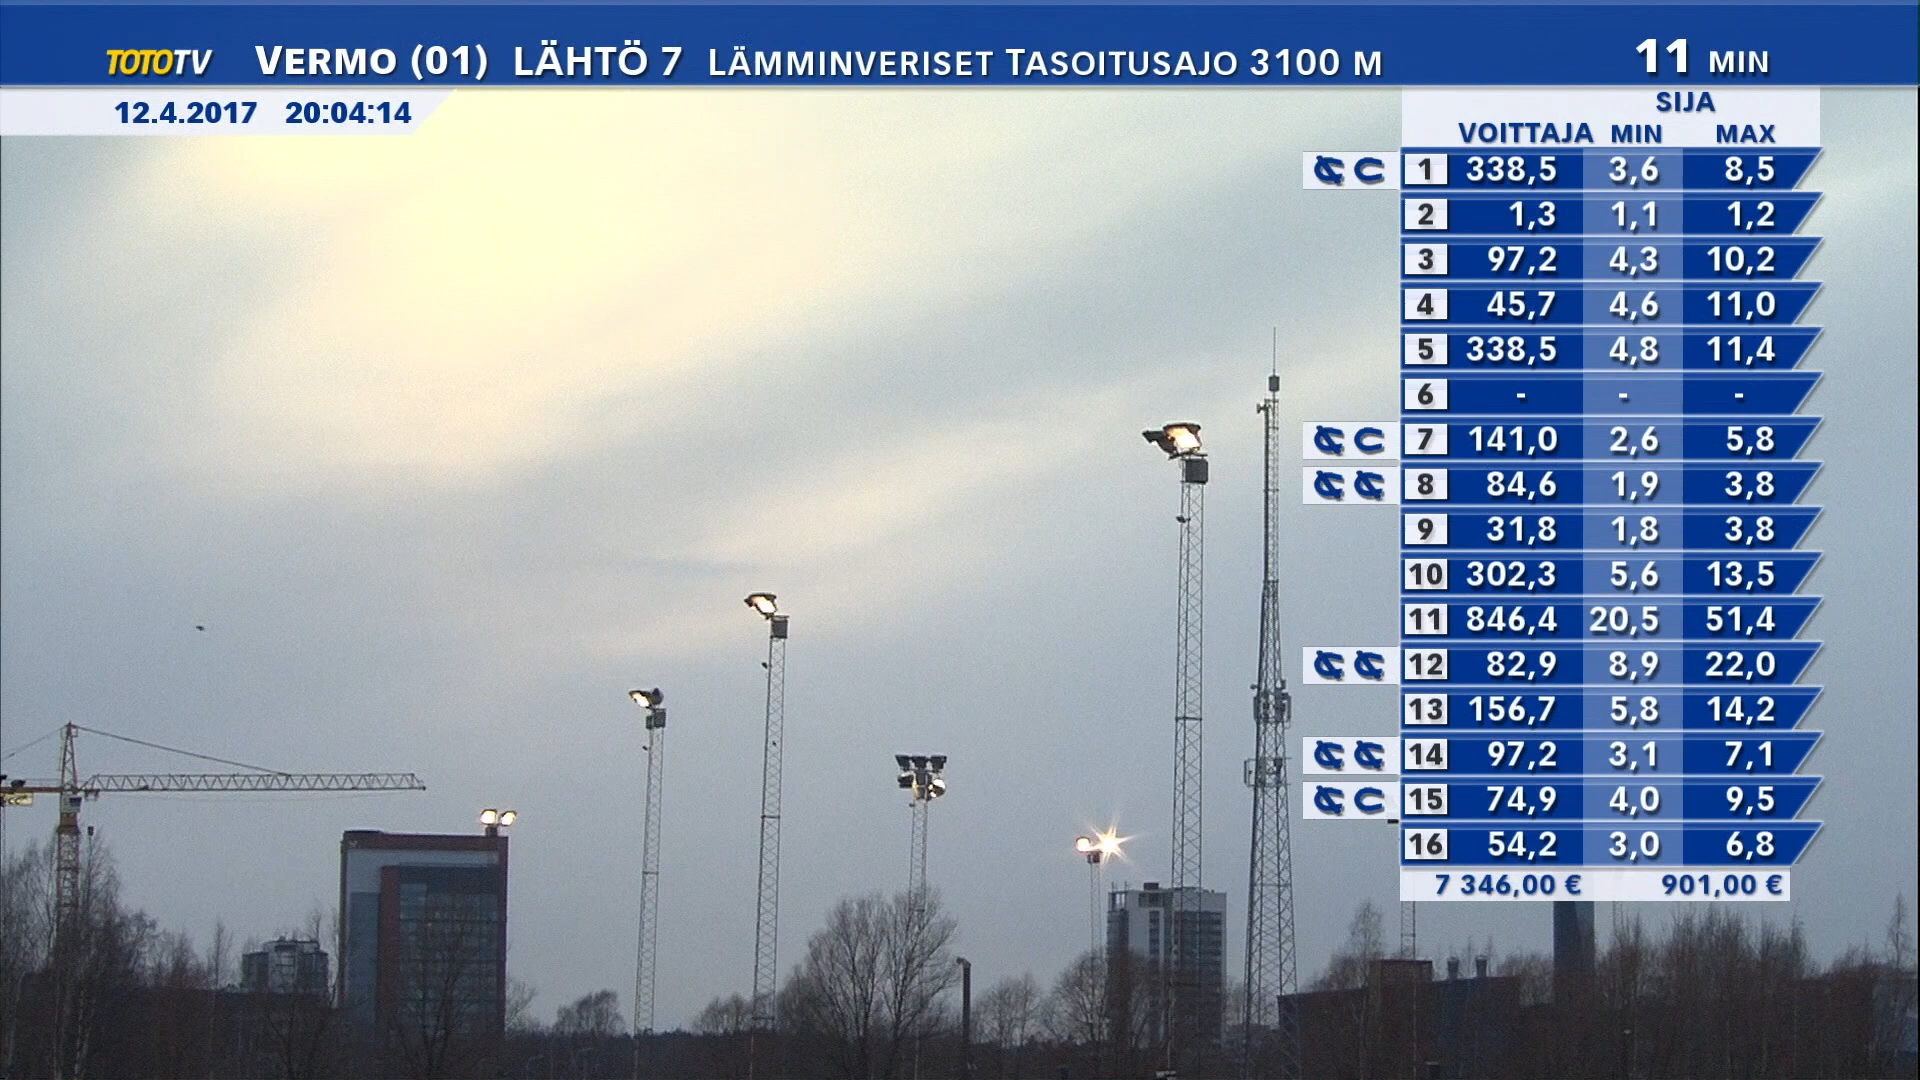 TOTOTV VERMO (01) LÄHTÖ 7 LÄMMINVERISET TASOITUSAJO 3100 M 11 MIN
12.4.2017 20:04:14
SIJA
VOITTAJA MIN MAX
1 338,5 3,6 8,5
2 1,3 1,1 1,2
3 97,2 4,3 10,2
4 45,7 4,6 11,0
5 338,5 4,8 11,4
6 - - -
7 141,0 2,6 5,8
8 84,6 1,9 3,8
9 31,8 1,8 3,8
10 302,3 5,6 13,5
11 846,4 20,5 51,4
12 82,9 8,9 22,0
13 156,7 5,8 14,2
14 97,2 3,1 7,1
15 74,9 4,0 9,5
16 54,2 3,0 6,8
7 346,00 € 901,00 €